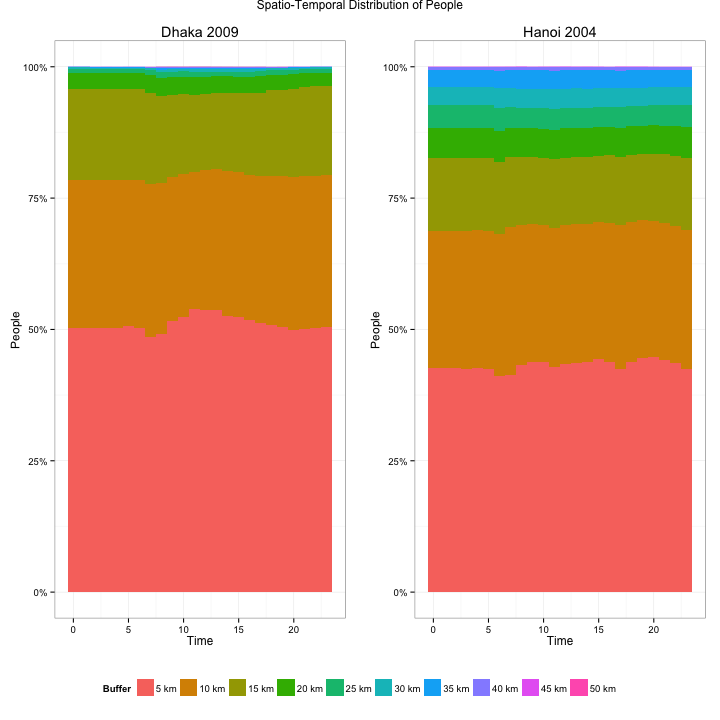 Spatio-Temporal Distribution of People
Dhaka 2009
100%
75%
50%
25%
0%
People
0 5 10 15 20
Time
Hanoi 2004
100%
75%
50%
25%
0%
People
0 5 10 15 20
Time
Buffer 5 km 10 km 15 km 20 km 25 km 30 km 35 km 40 km 45 km 50 km